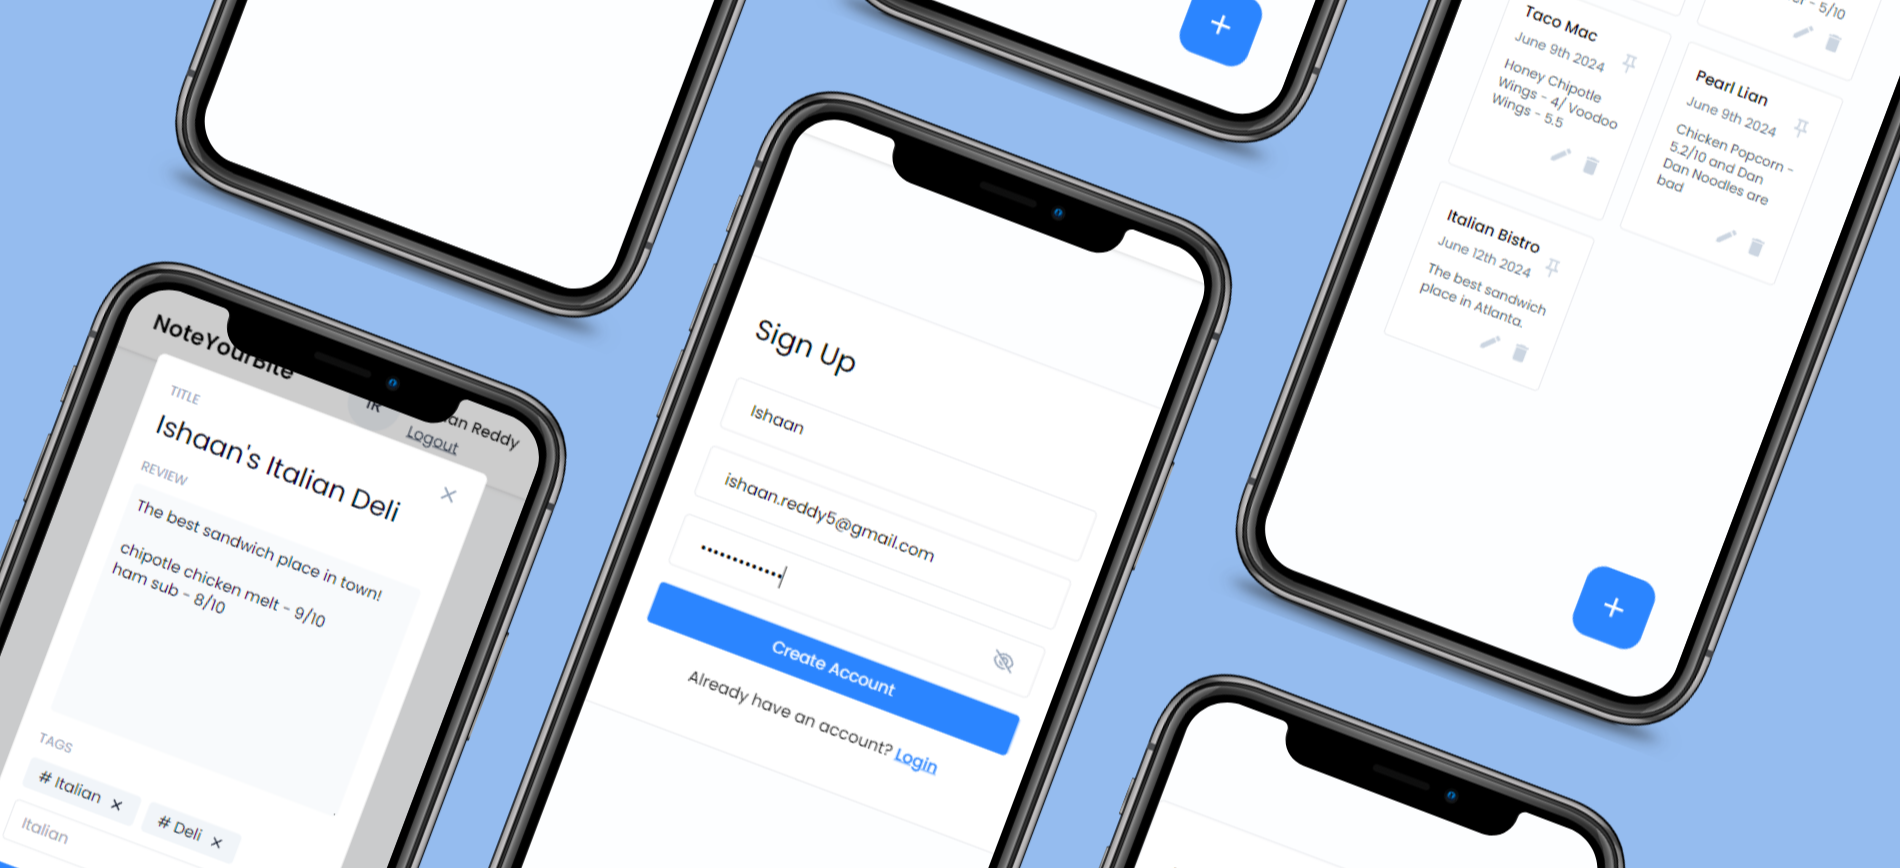 NoteYourBite
IR
an Reddy
Logout
TITLE
Ishaan's Italian Deli
REVIEW
The best sandwich place in town!
chipotle chicken melt - 9/10
ham sub - 8/10
TAGS
# Italian ×
# Deli ×
Italian
+
Sign Up
Ishaan
ishaan.reddy5@gmail.com
••••••••••••
Create Account
Already have an account? Login
- 5/10
Taco Mac
June 9th 2024
Honey Chipotle
Wings - 4/ Voodoo
Wings - 5.5
Pearl Lian
June 9th 2024
Chicken Popcorn -
5.2/10 and Dan
Dan Noodles are
bad
Italian Bistro
June 12th 2024
The best sandwich
place in Atlanta.
+